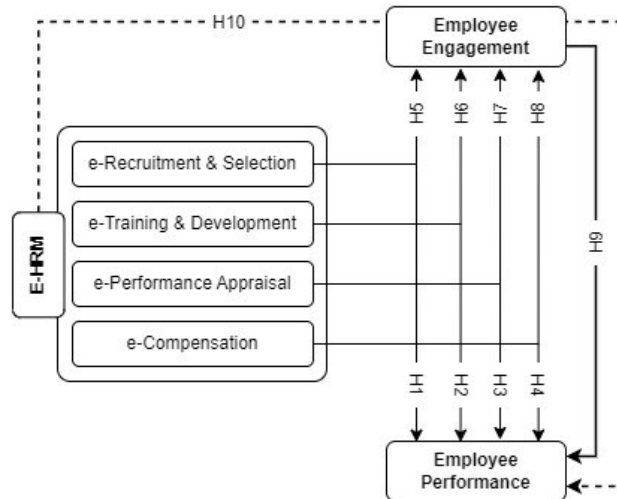 H10
Employee
Engagement
H5
H6
H7
H8
e-Recruitment & Selection
e-Training & Development
E-HRM
H9
e-Performance Appraisal
e-Compensation
H1
H2
H3
H4
Employee
Performance